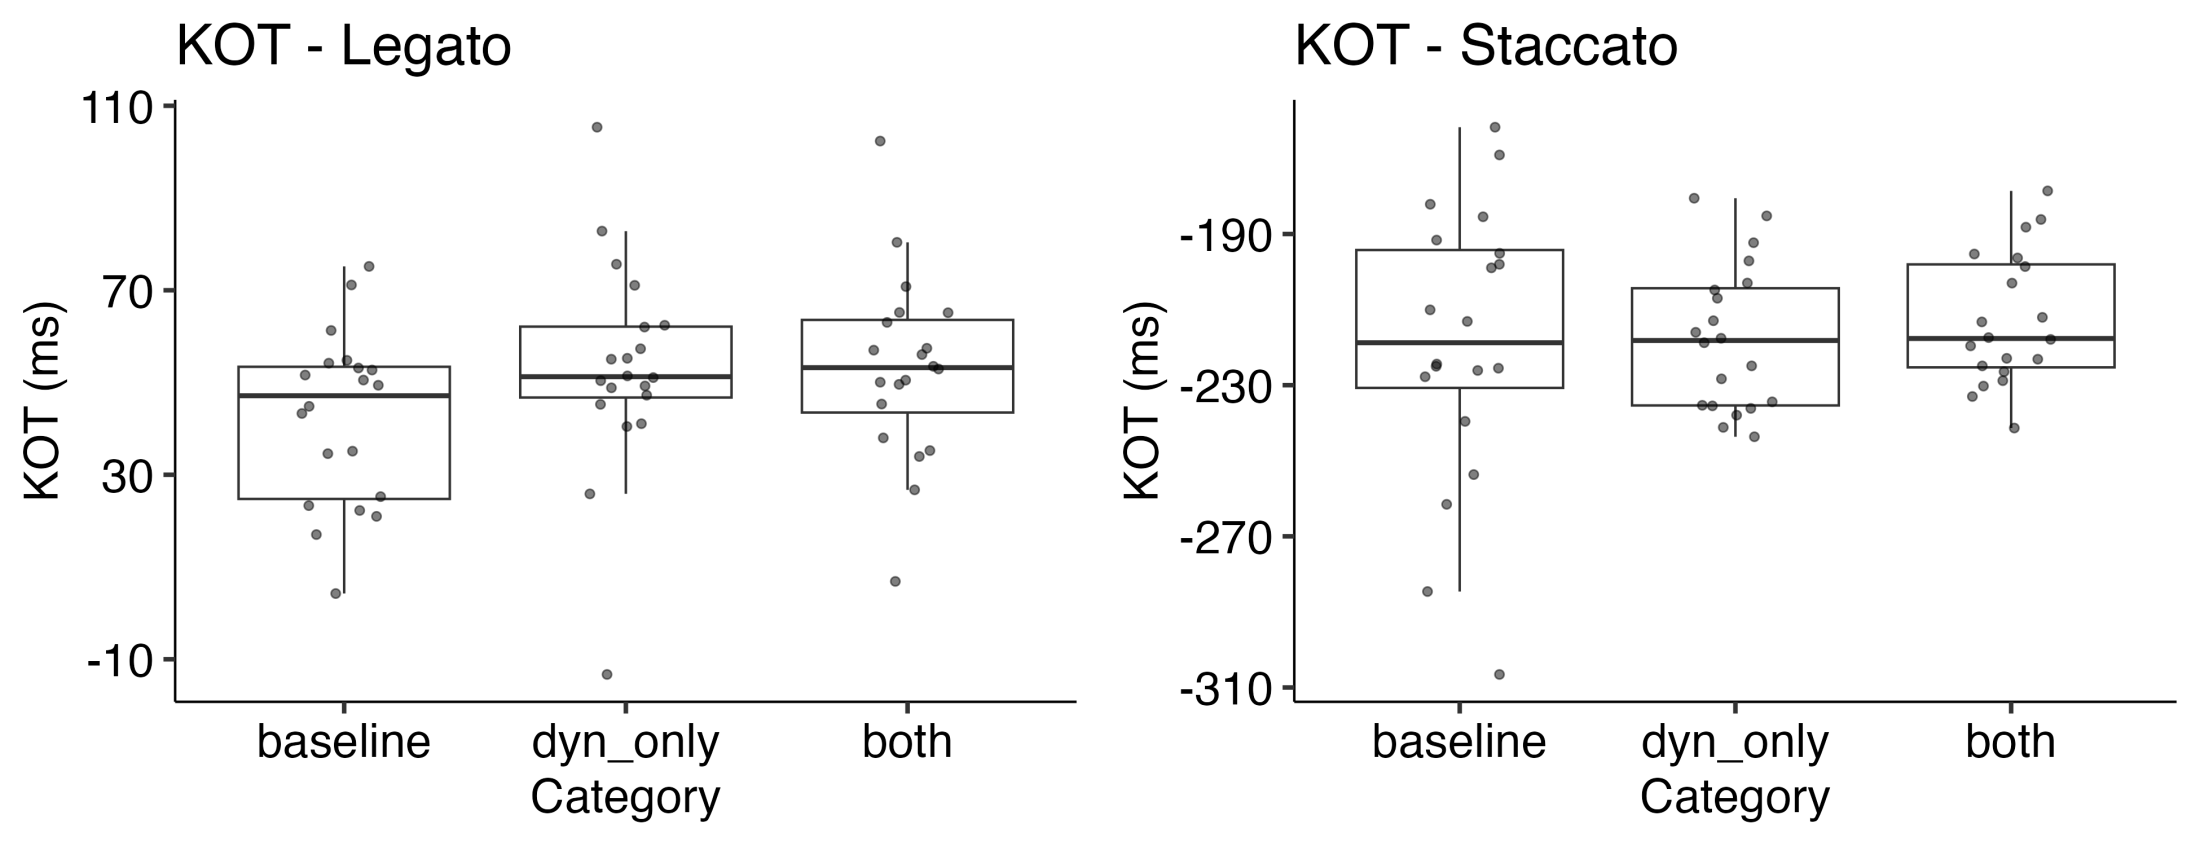 KOT - Legato
KOT (ms)
110
70
30
-10
baseline
dyn_only
both
Category
KOT - Staccato
KOT (ms)
-190
-230
-270
-310
baseline
dyn_only
both
Category